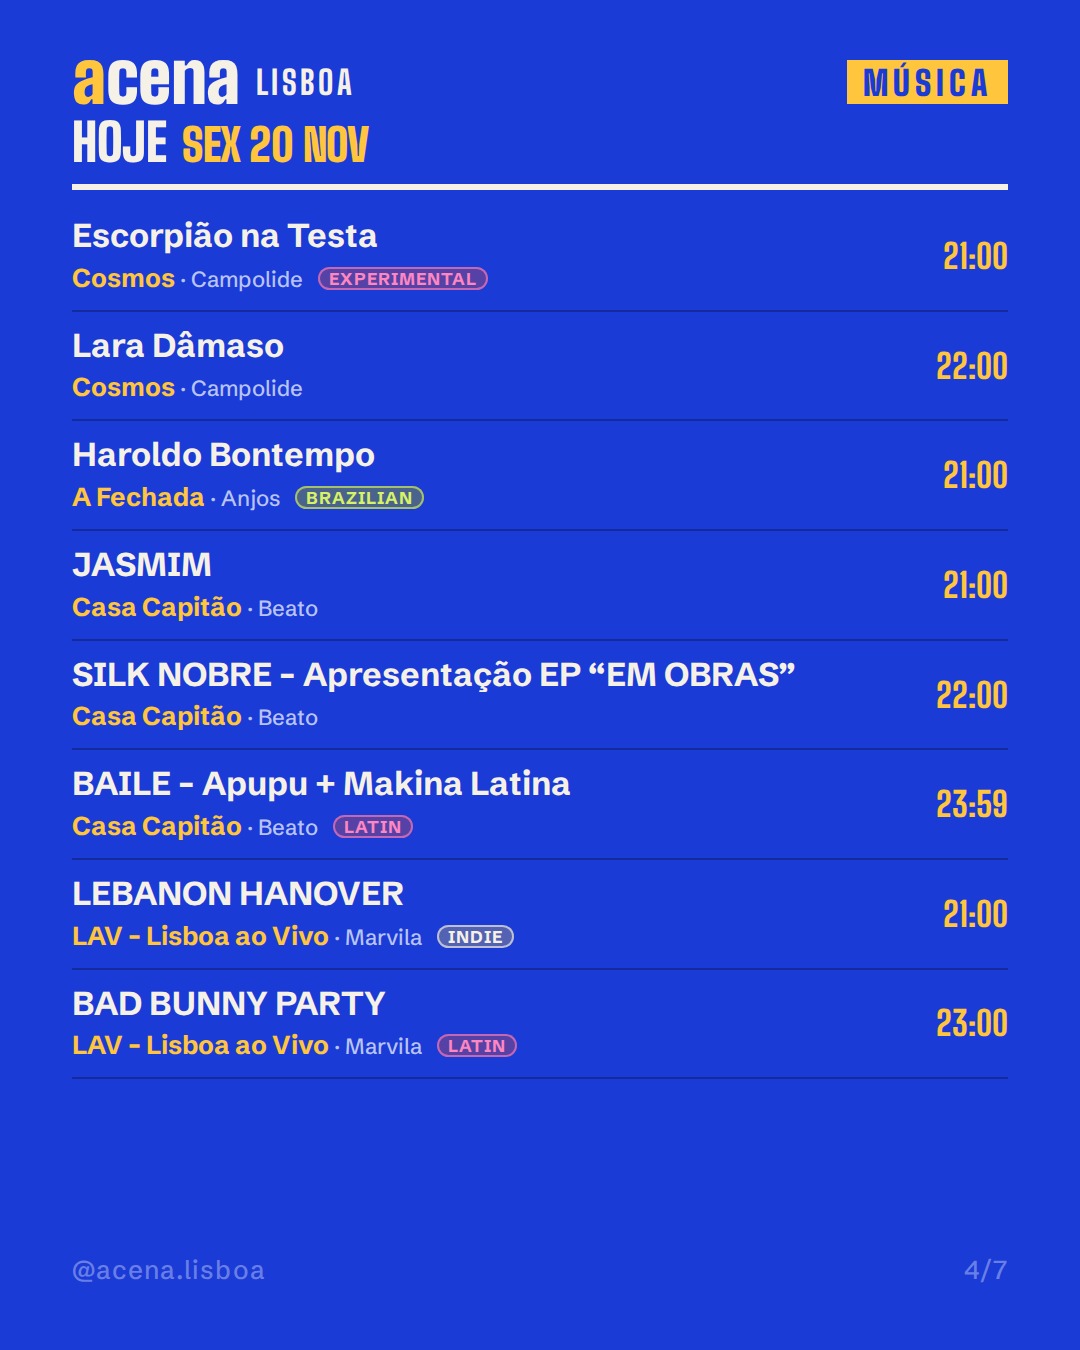 acena LISBOA
MÚSICA
HOJE SEX 20 NOV
Escorpião na Testa
Cosmos · Campolide EXPERIMENTAL
21:00
Lara Dâmaso
Cosmos · Campolide
22:00
Haroldo Bontempo
A Fechada · Anjos BRAZILIAN
21:00
JASMIM
Casa Capitão · Beato
21:00
SILK NOBRE – Apresentação EP “EM OBRAS”
Casa Capitão · Beato
22:00
BAILE – Apupu + Makina Latina
Casa Capitão · Beato LATIN
23:59
LEBANON HANOVER
LAV – Lisboa ao Vivo · Marvila INDIE
21:00
BAD BUNNY PARTY
LAV – Lisboa ao Vivo · Marvila LATIN
23:00
@acena.lisboa
4/7